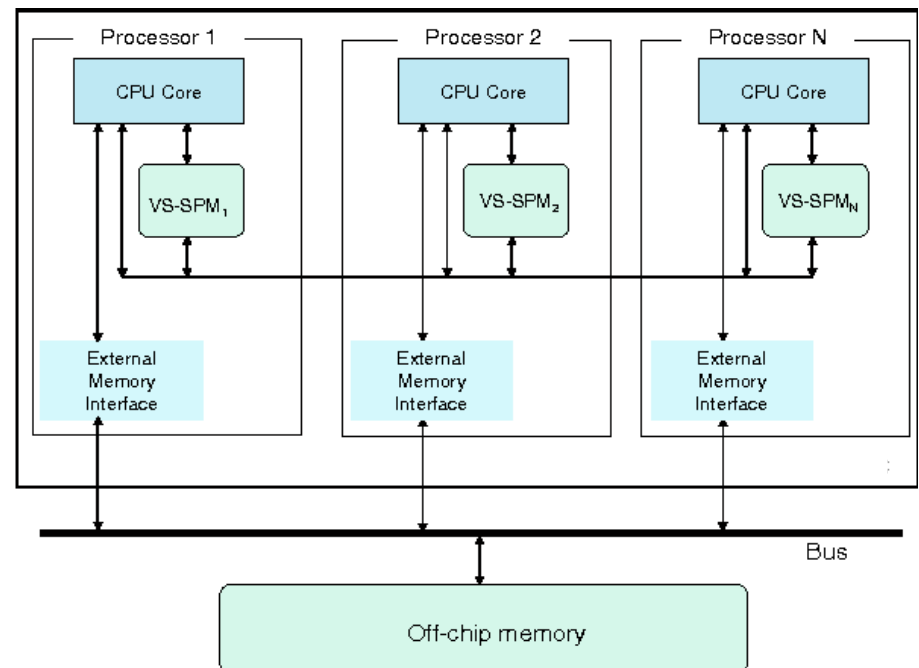 Processor 1
Processor 2
Processor N
CPU Core
CPU Core
CPU Core
VS-SPM1
VS-SPM2
VS-SPMN
External
Memory
Interface
External
Memory
Interface
External
Memory
Interface
Bus
Off-chip memory